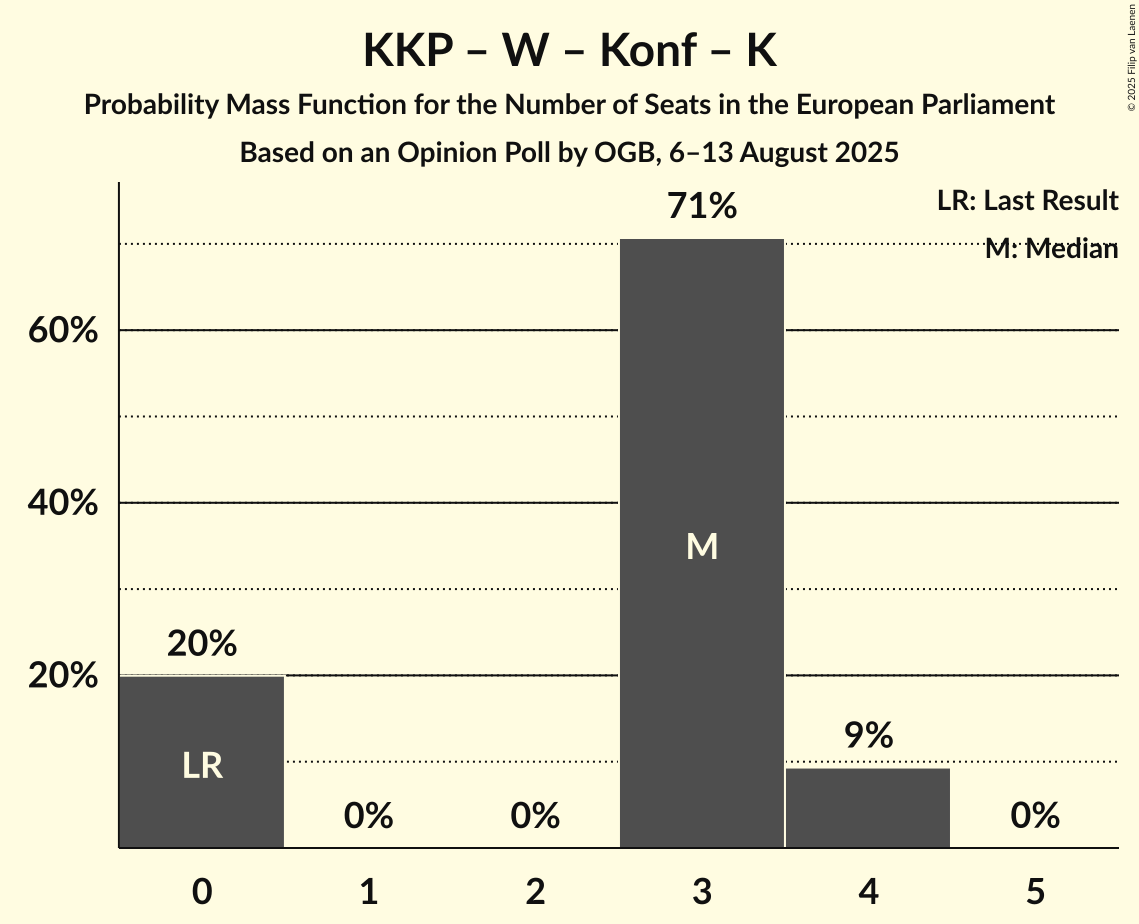 KKP – W – Konf – K
Probability Mass Function for the Number of Seats in the European Parliament
Based on an Opinion Poll by OGB, 6–13 August 2025
© 2025 Filip van Laenen
LR: Last Result
M: Median
71%
60%
40%
20%
20%
9%
0%
0%
0%
M
LR
0
1
2
3
4
5